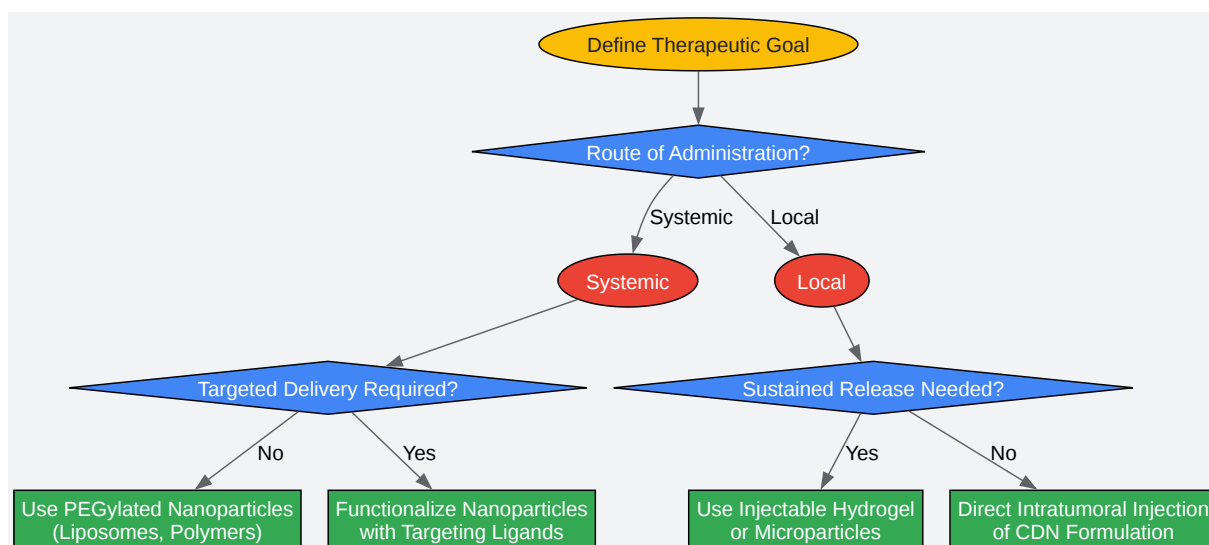 Define Therapeutic Goal
Route of Administration?
Systemic
Local
Systemic
Local
Targeted Delivery Required?
Sustained Release Needed?
No
Yes
Yes
No
Use PEGylated Nanoparticles
(Liposomes, Polymers)
Functionalize Nanoparticles
with Targeting Ligands
Use Injectable Hydrogel
or Microparticles
Direct Intratumoral Injection
of CDN Formulation